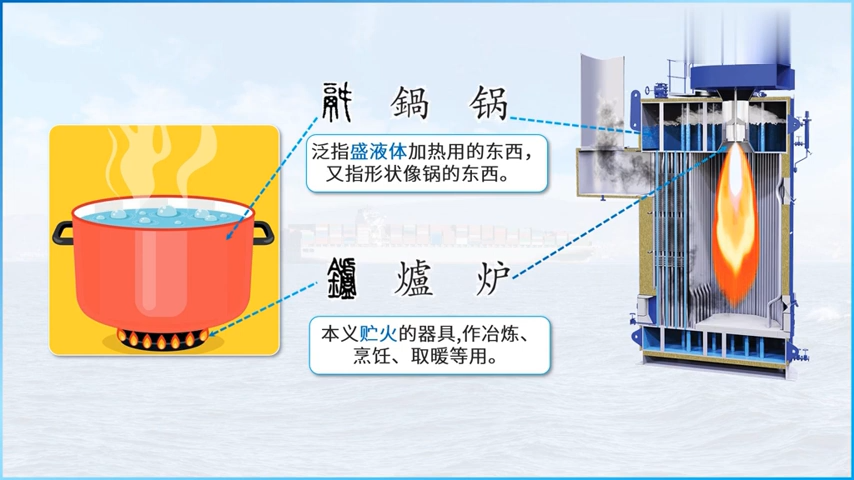 鍋 锅
泛指盛液体加热用的东西，
又指形状像锅的东西。
鑪 爐 炉
本义贮火的器具,作冶炼、
烹饪、取暖等用。